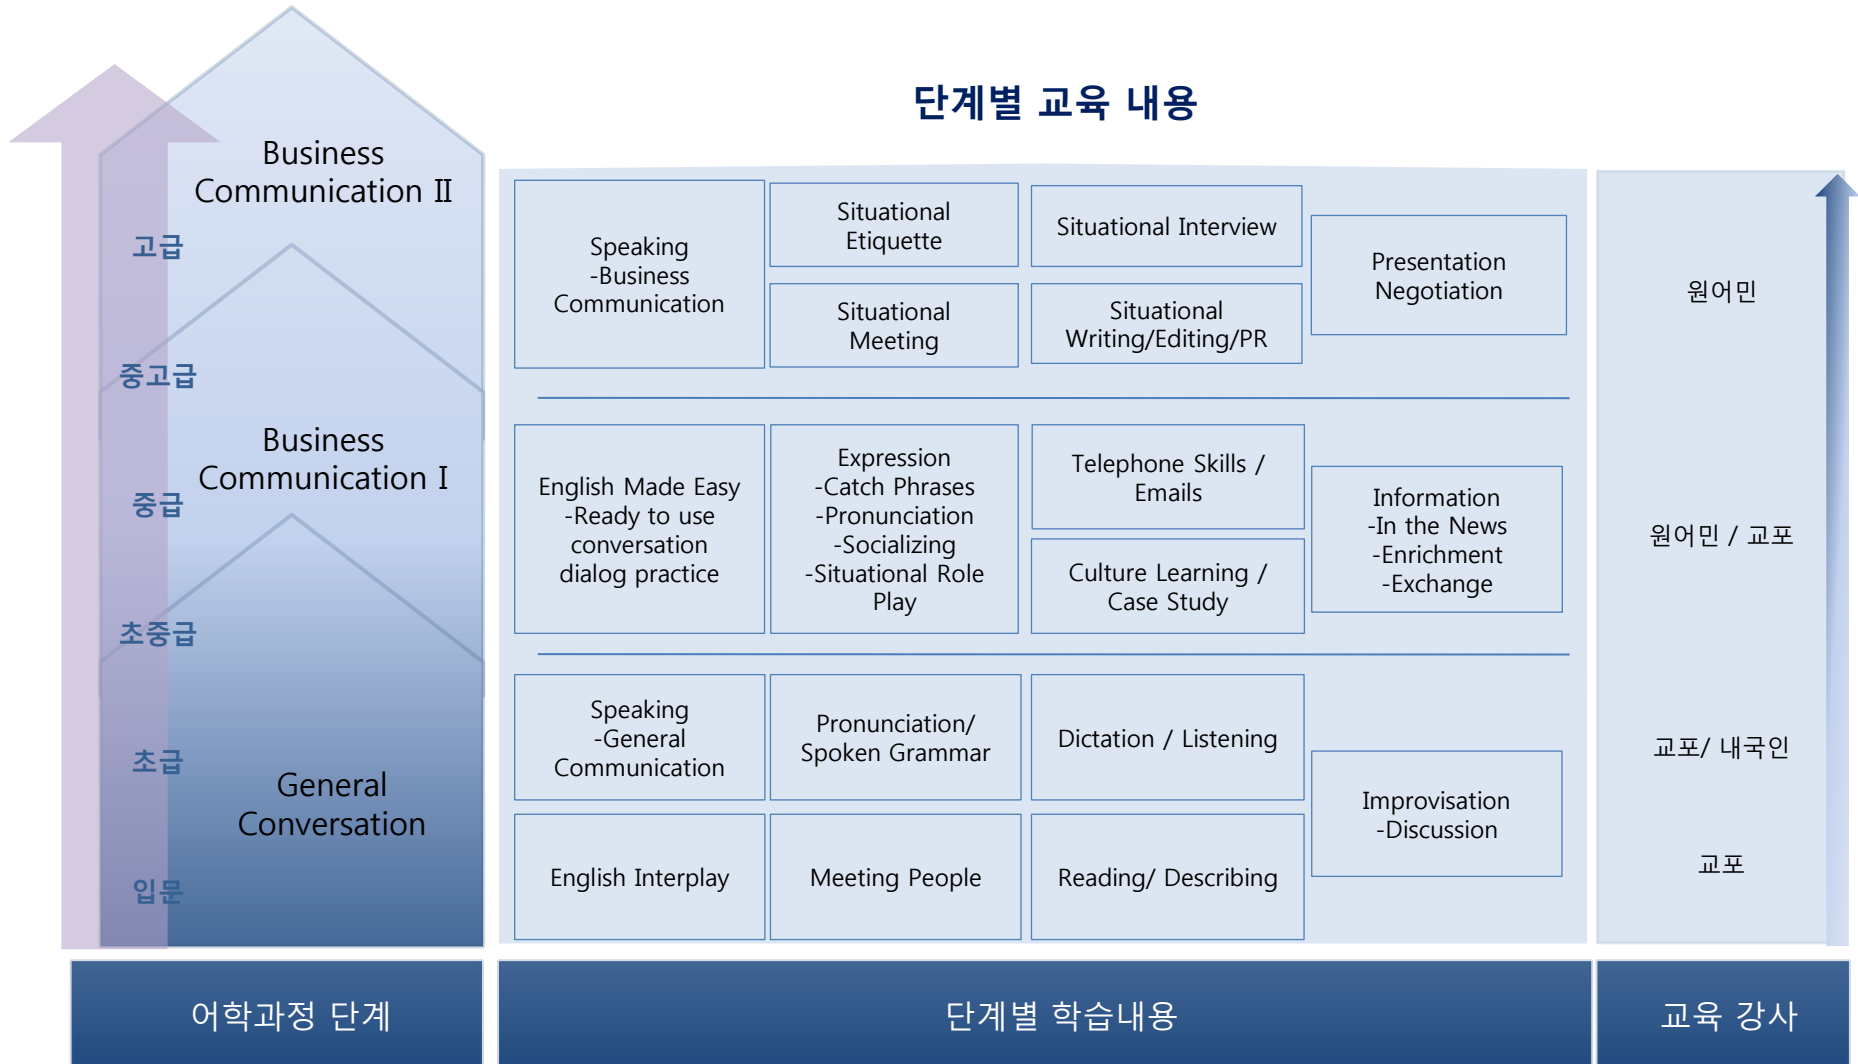 단계별 교육 내용
Business
Communication Ⅱ
고급
중고급
Business
Communication Ⅰ
중급
초중급
초급
General
Conversation
입문
Speaking
-Business
Communication
Situational
Etiquette
Situational Interview
Situational
Meeting
Situational
Writing/Editing/PR
Presentation
Negotiation
원어민
English Made Easy
-Ready to use
conversation
dialog practice
Expression
-Catch Phrases
-Pronunciation
-Socializing
-Situational Role
Play
Telephone Skills /
Emails
Culture Learning /
Case Study
Information
-In the News
-Enrichment
-Exchange
원어민 / 교포
Speaking
-General
Communication
Pronunciation/
Spoken Grammar
Dictation / Listening
English Interplay
Meeting People
Reading/ Describing
Improvisation
-Discussion
교포/ 내국인
교포
어학과정 단계
단계별 학습내용
교육 강사